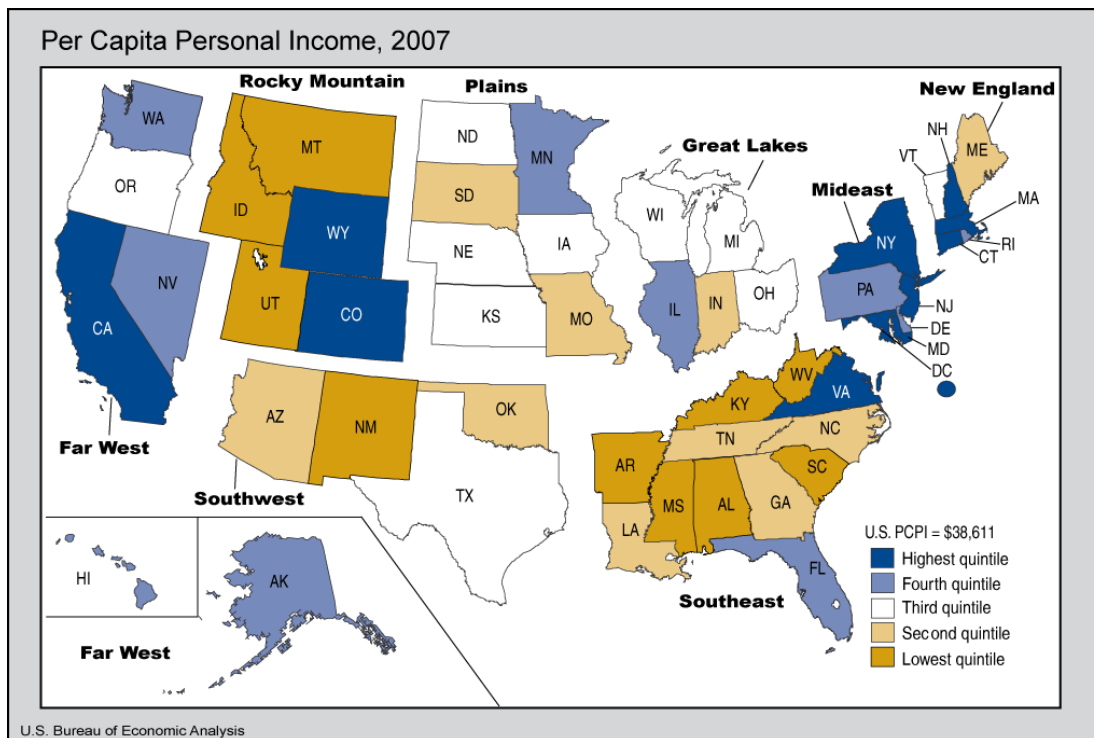 Per Capita Personal Income, 2007
Rocky Mountain
Plains
New England
WA
MT
ND
MN
NH
ME
VT
Great Lakes
OR
ID
SD
WI
MI
Mideast
MA
WY
NY
RI
CT
NE
IA
NV
UT
CO
KS
MO
IL
IN
OH
PA
NJ
DE
MD
DC
CA
WV
VA
KY
Far West
AZ
NM
OK
TN
NC
AR
SC
Southwest
TX
MS
AL
GA
LA
FL
Southeast
HI
AK
Far West
U.S. PCPI = $38,611
Highest quintile
Fourth quintile
Third quintile
Second quintile
Lowest quintile
U.S. Bureau of Economic Analysis